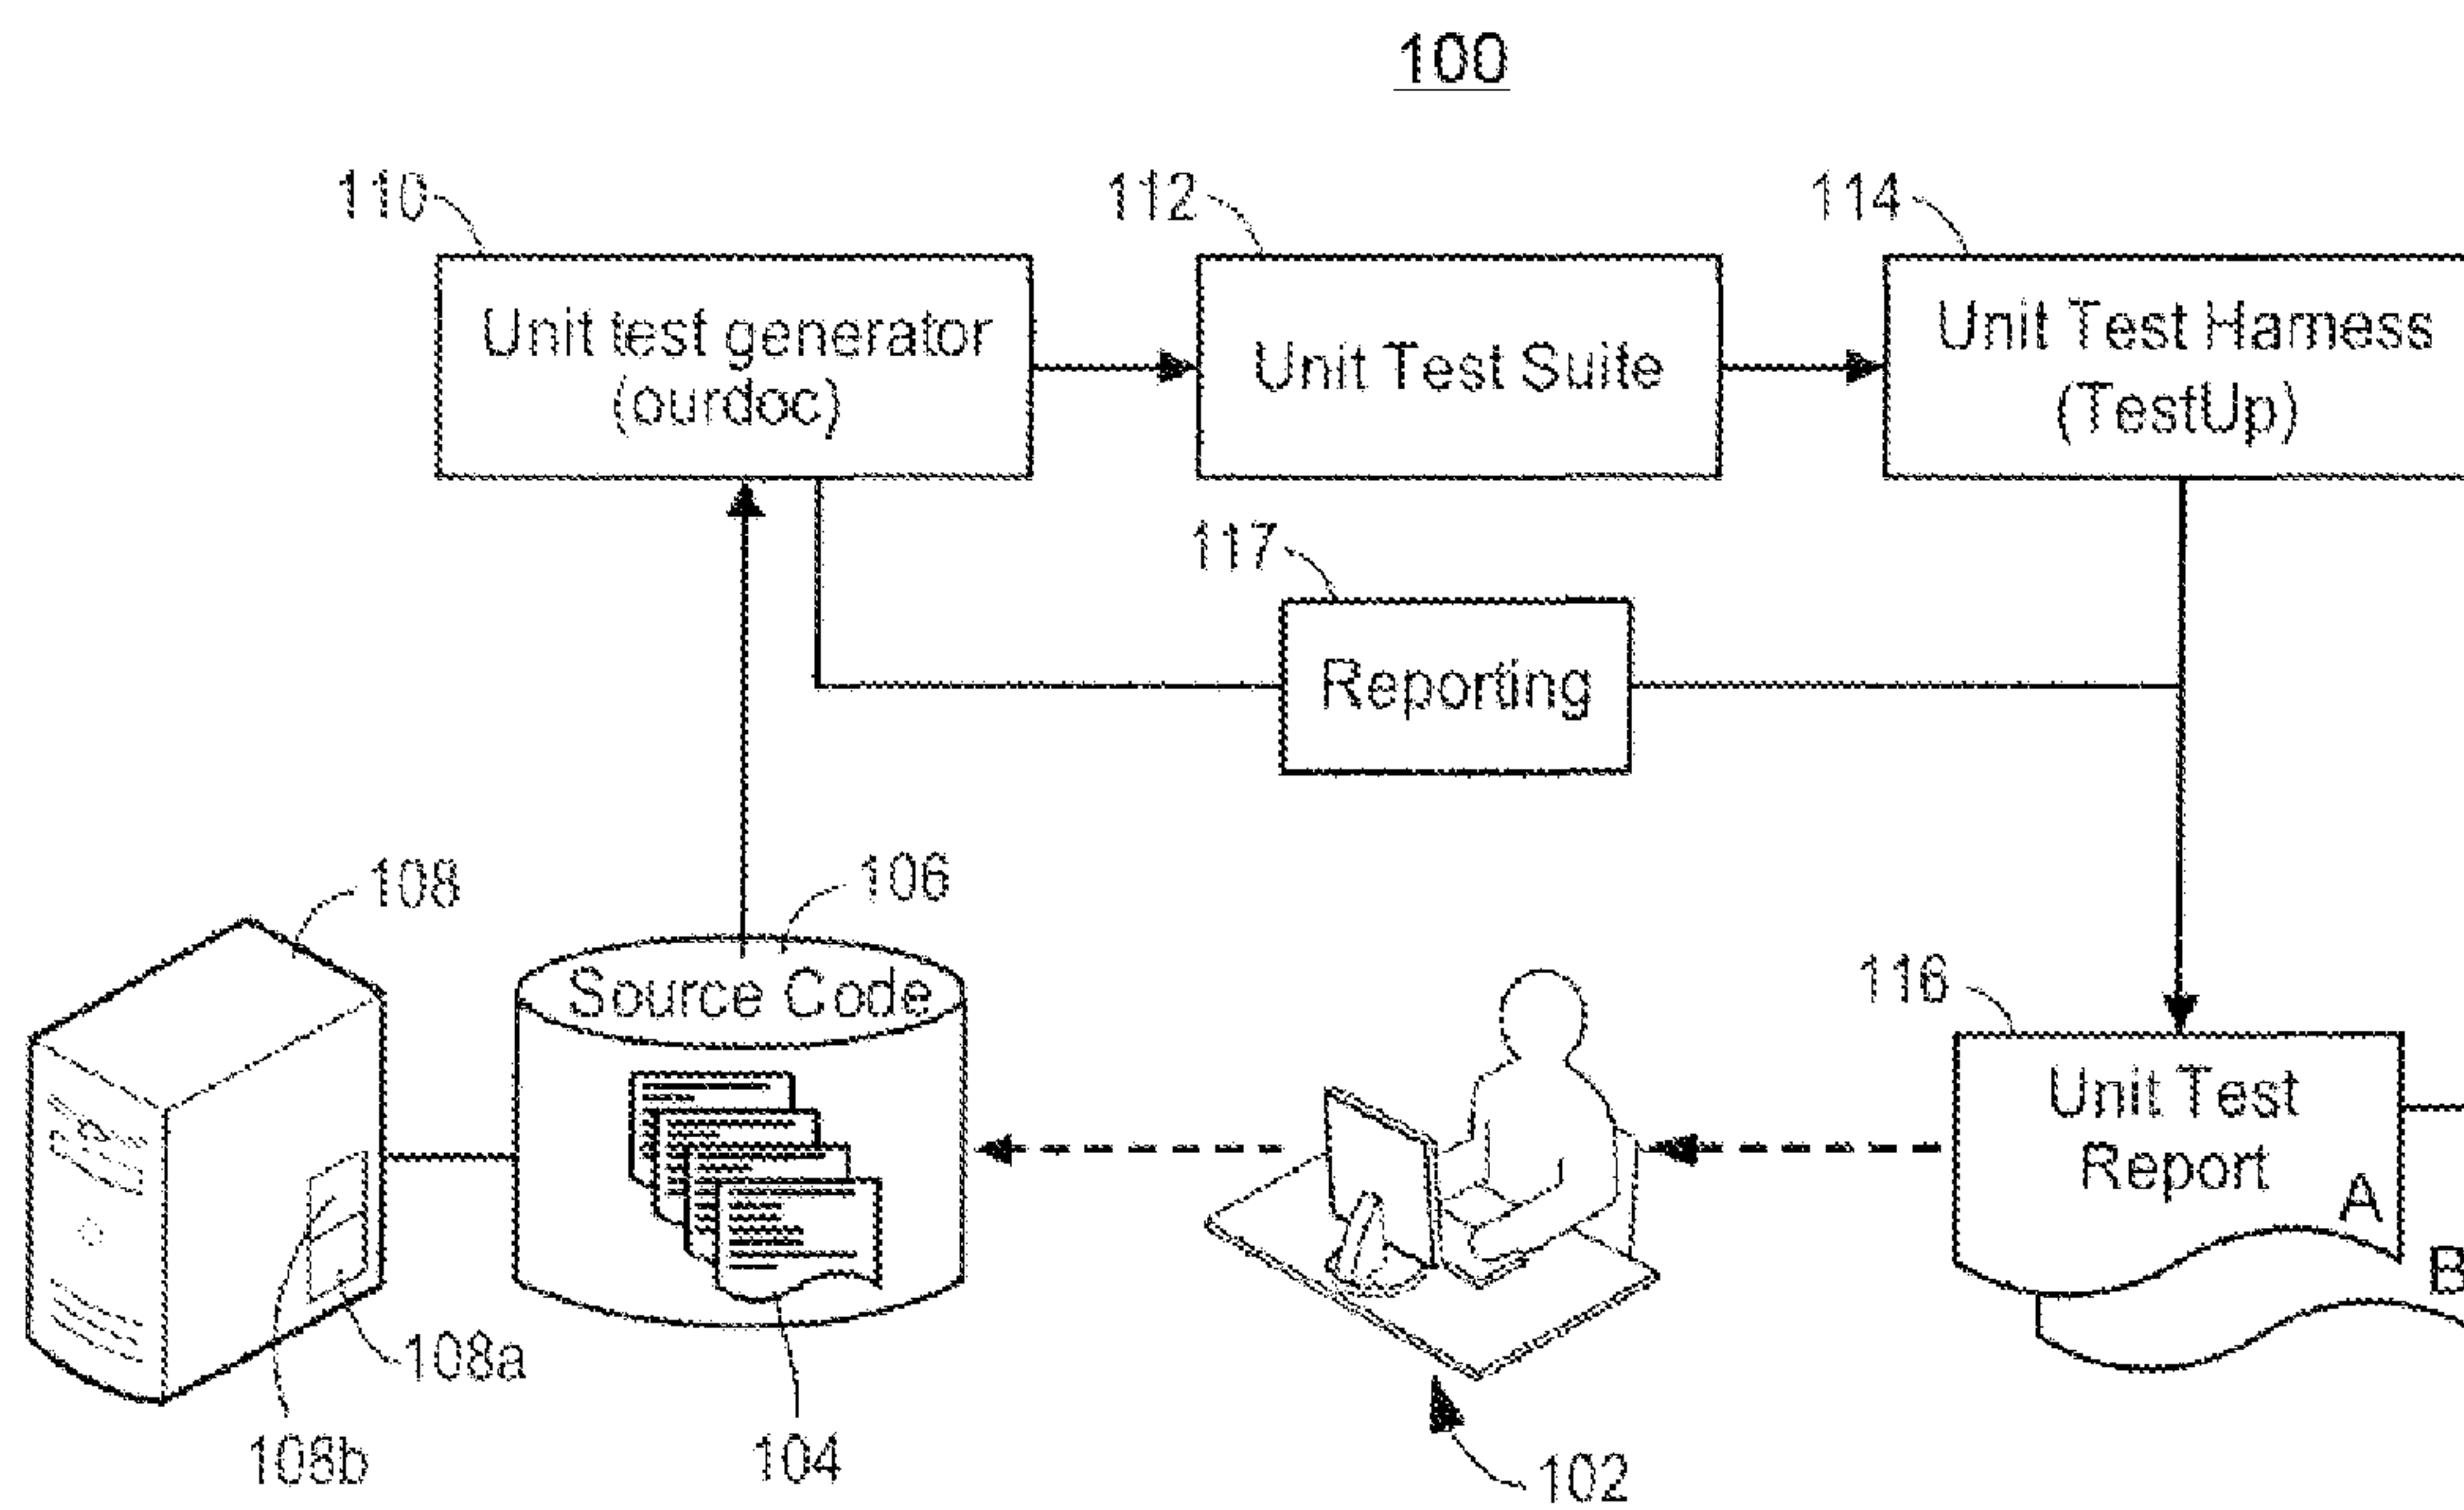 100
110
112
114
Unit test generator
(ourdoc)
Unit Test Suite
Unit Test Harness
(TestUp)
117
Reporting
108
106
Source Code
116
Unit Test
Report
A
B
108a
108b
104
102